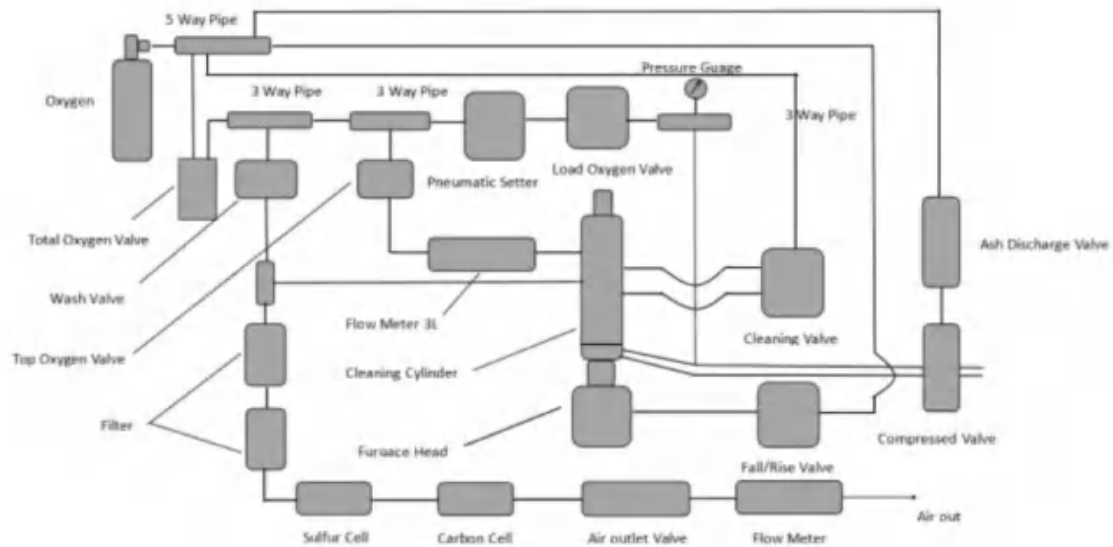 5 Way Pipe
Oxygen
3 Way Pipe
3 Way Pipe
Pressure Guage
3 Way Pipe
Pneumatic Setter
Load Oxygen Valve
Total Oxygen Valve
Ash Discharge Valve
Wash Valve
Flow Meter 3L
Cleaning Valve
Top Oxygen Valve
Cleaning Cylinder
Filter
Furnace Head
Compressed Valve
Fall/Rise Valve
Air out
Sulfur Cell
Carbon Cell
Air outlet Valve
Flow Meter